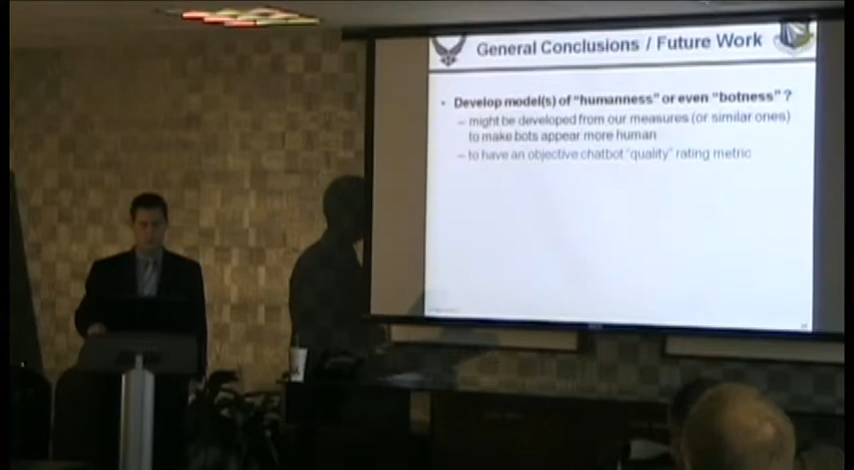 General Conclusions / Future Work
• Develop model(s) of "humanness" or even "botness" ?
– might be developed from our measures (or similar ones)
to make bots appear more human
– to have an objective chatbot "quality" rating metric